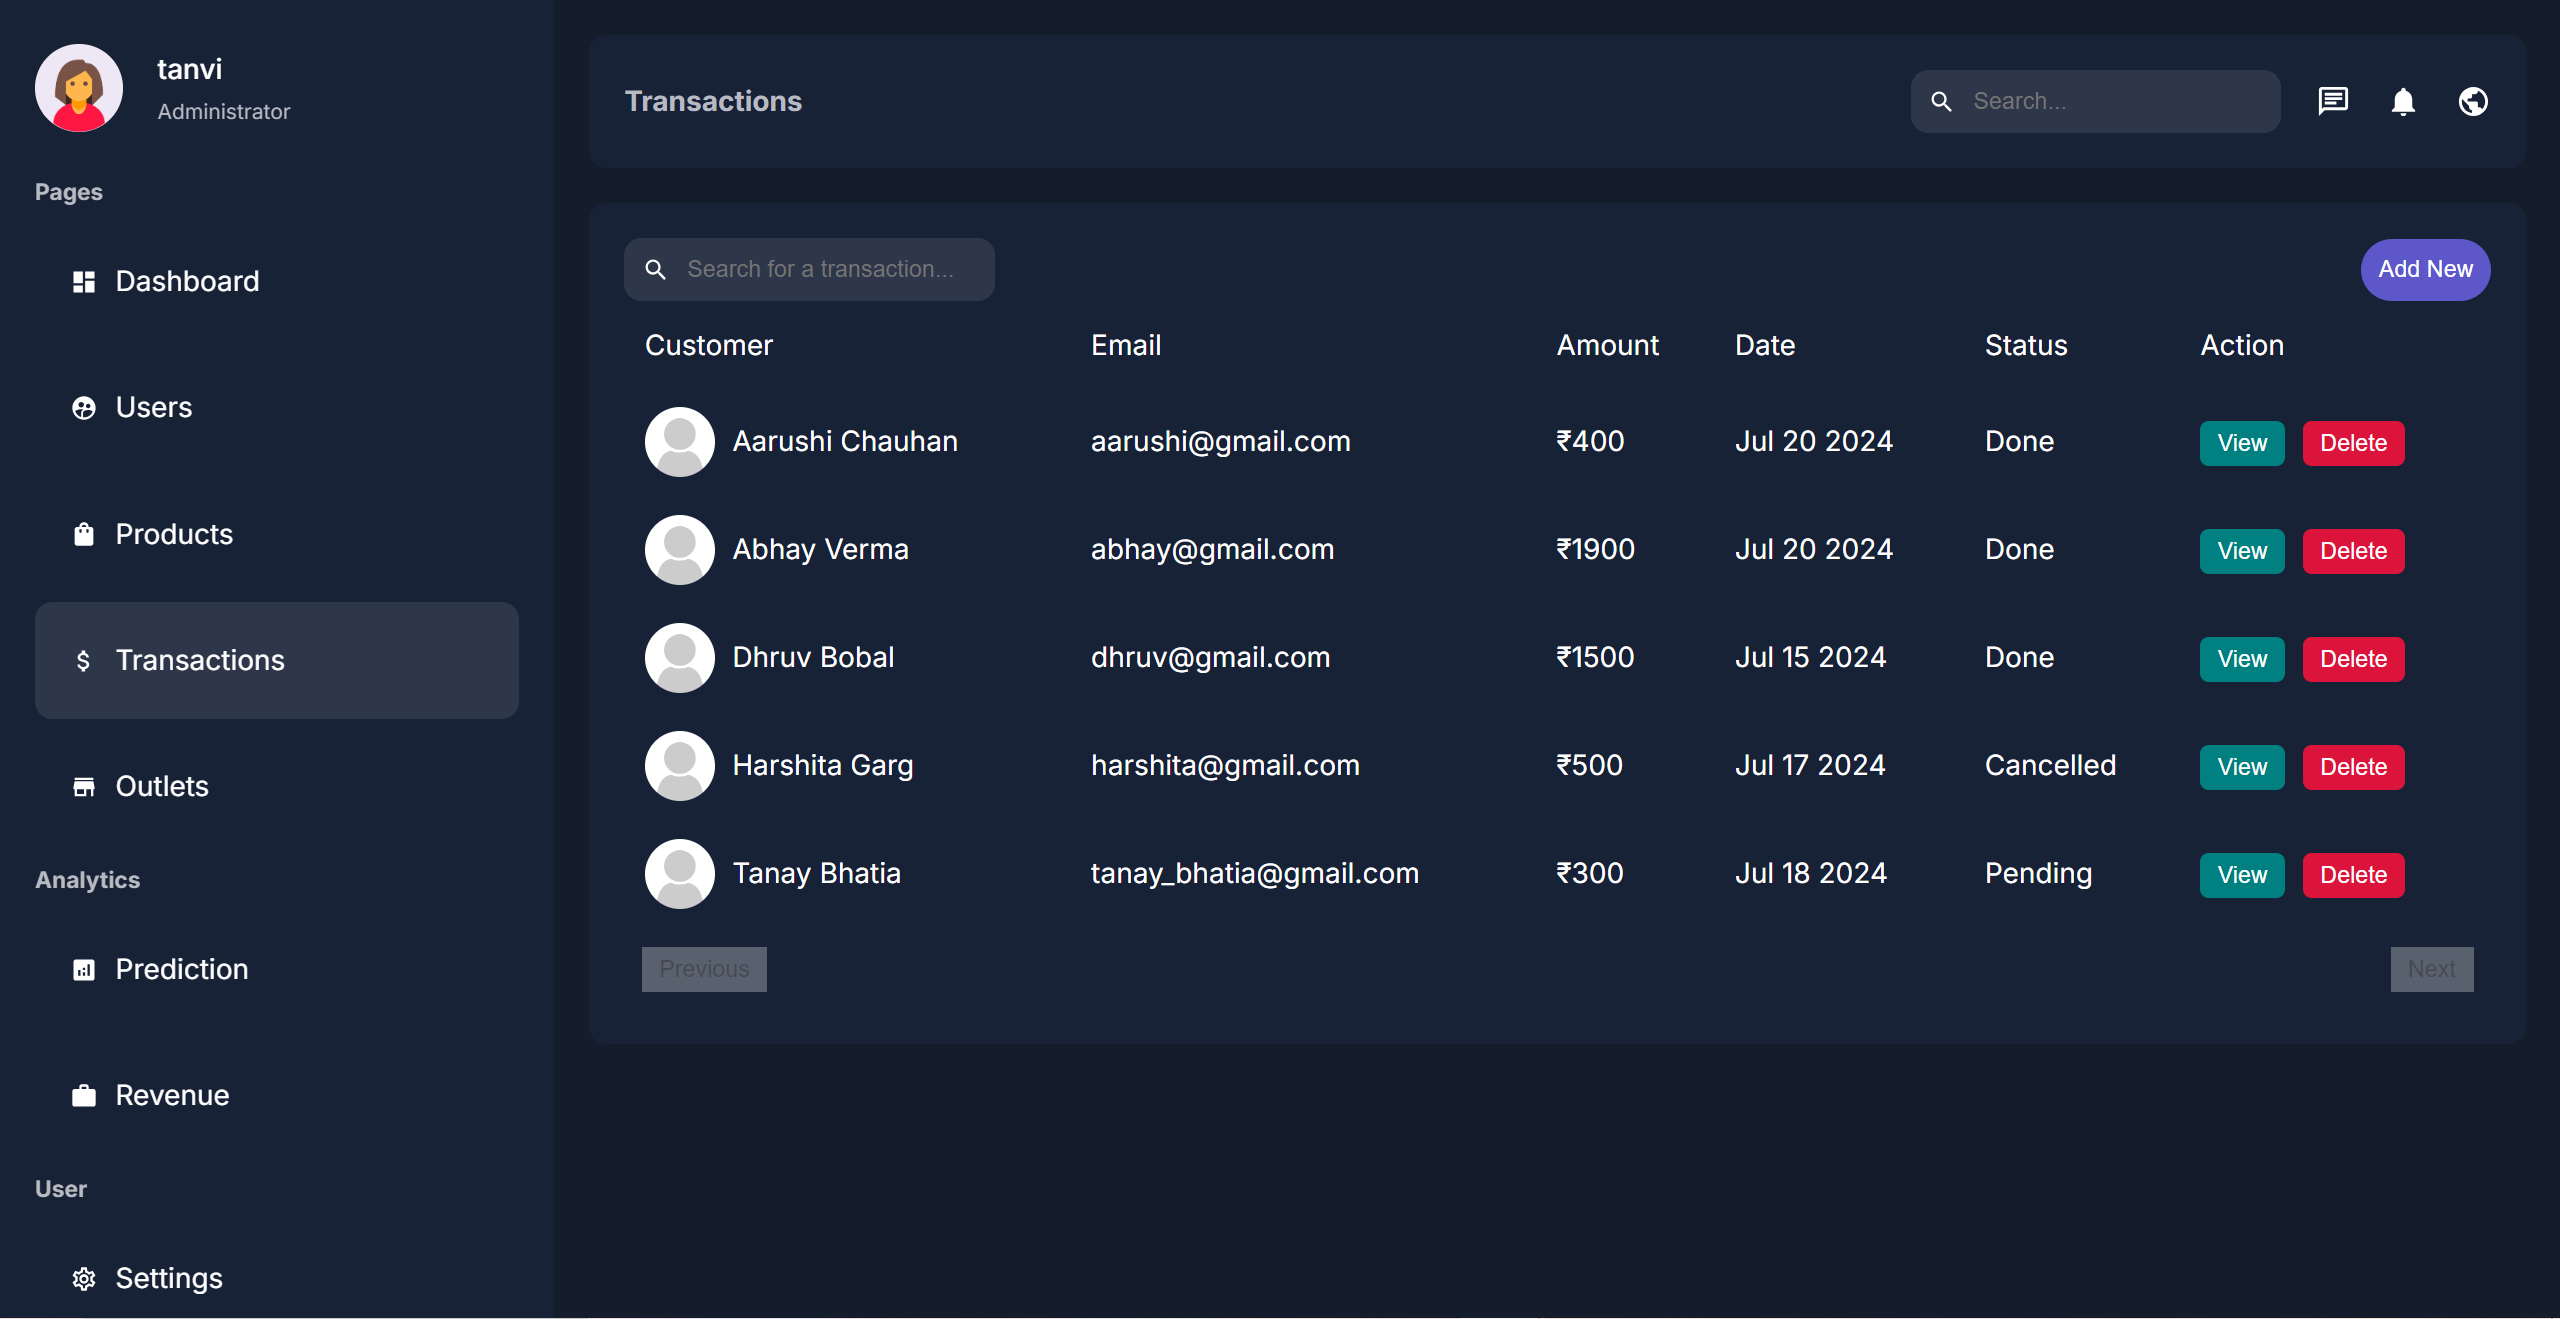 tanvi
Administrator
Pages
Dashboard
Users
Products
Transactions
Outlets
Analytics
Prediction
Revenue
User
Settings
Transactions
Search...
Search for a transaction...
Add New
Customer Email Amount Date Status Action
Aarushi Chauhan aarushi@gmail.com ₹400 Jul 20 2024 Done View Delete
Abhay Verma abhay@gmail.com ₹1900 Jul 20 2024 Done View Delete
Dhruv Bobal dhruv@gmail.com ₹1500 Jul 15 2024 Done View Delete
Harshita Garg harshita@gmail.com ₹500 Jul 17 2024 Cancelled View Delete
Tanay Bhatia tanay_bhatia@gmail.com ₹300 Jul 18 2024 Pending View Delete
Previous Next